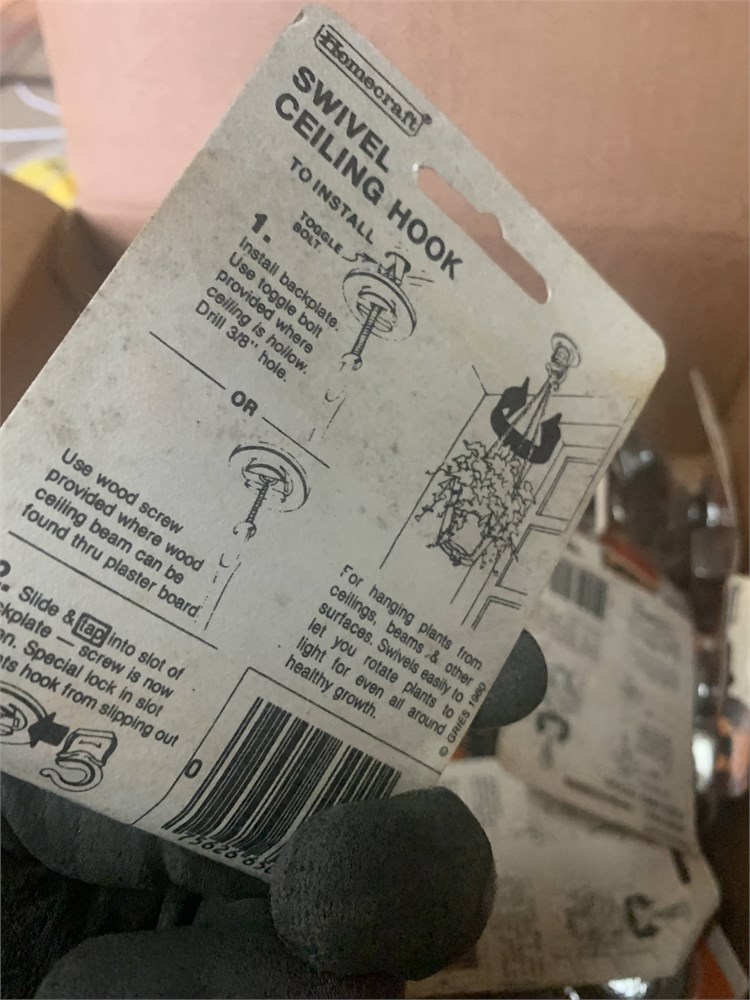 Homecraft®
SWIVEL
CEILING HOOK
TO INSTALL
1.
TOGGLE
BOLT
Install backplate.
Use toggle bolt
provided where
ceiling is hollow.
Drill 3/8" hole.
OR
Use wood screw
provided where wood
ceiling beam can be
found thru plaster board.
Slide & tap into slot of
ckplate — screw is now
on. Special lock in slot
nts hook from slipping out
For hanging plants from
ceilings, beams & other
surfaces. Swivels easily to
let you rotate plants to
light for even all around
healthy growth.
© GRIES 1980
0
75626 65